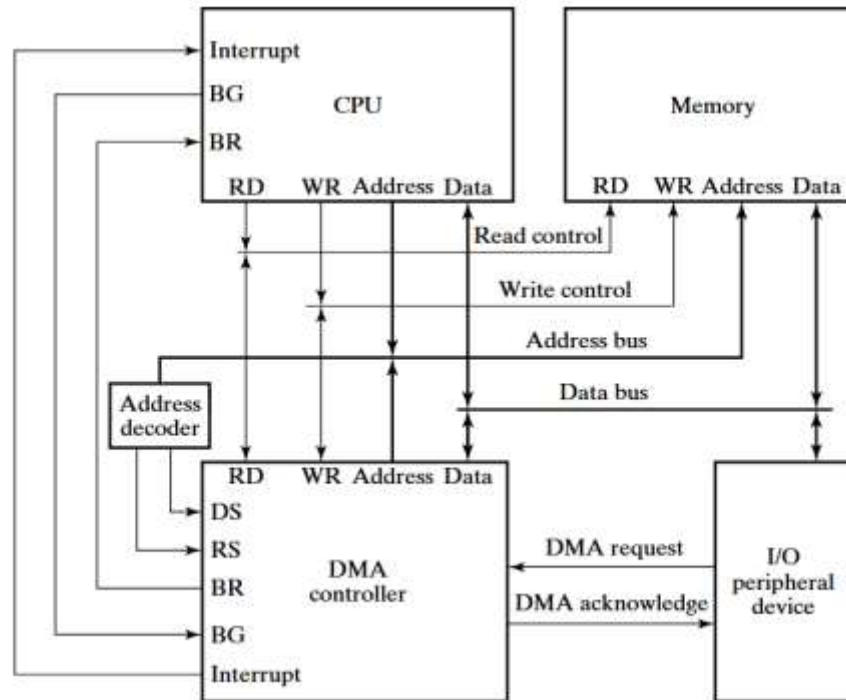 Interrupt
BG
CPU
Memory
BR
RD WR Address Data
RD WR Address Data
Read control
Write control
Address bus
Data bus
Address
decoder
RD WR Address Data
DS
RS
BR
BG
Interrupt
DMA
controller
DMA request
DMA acknowledge
I/O
peripheral
device